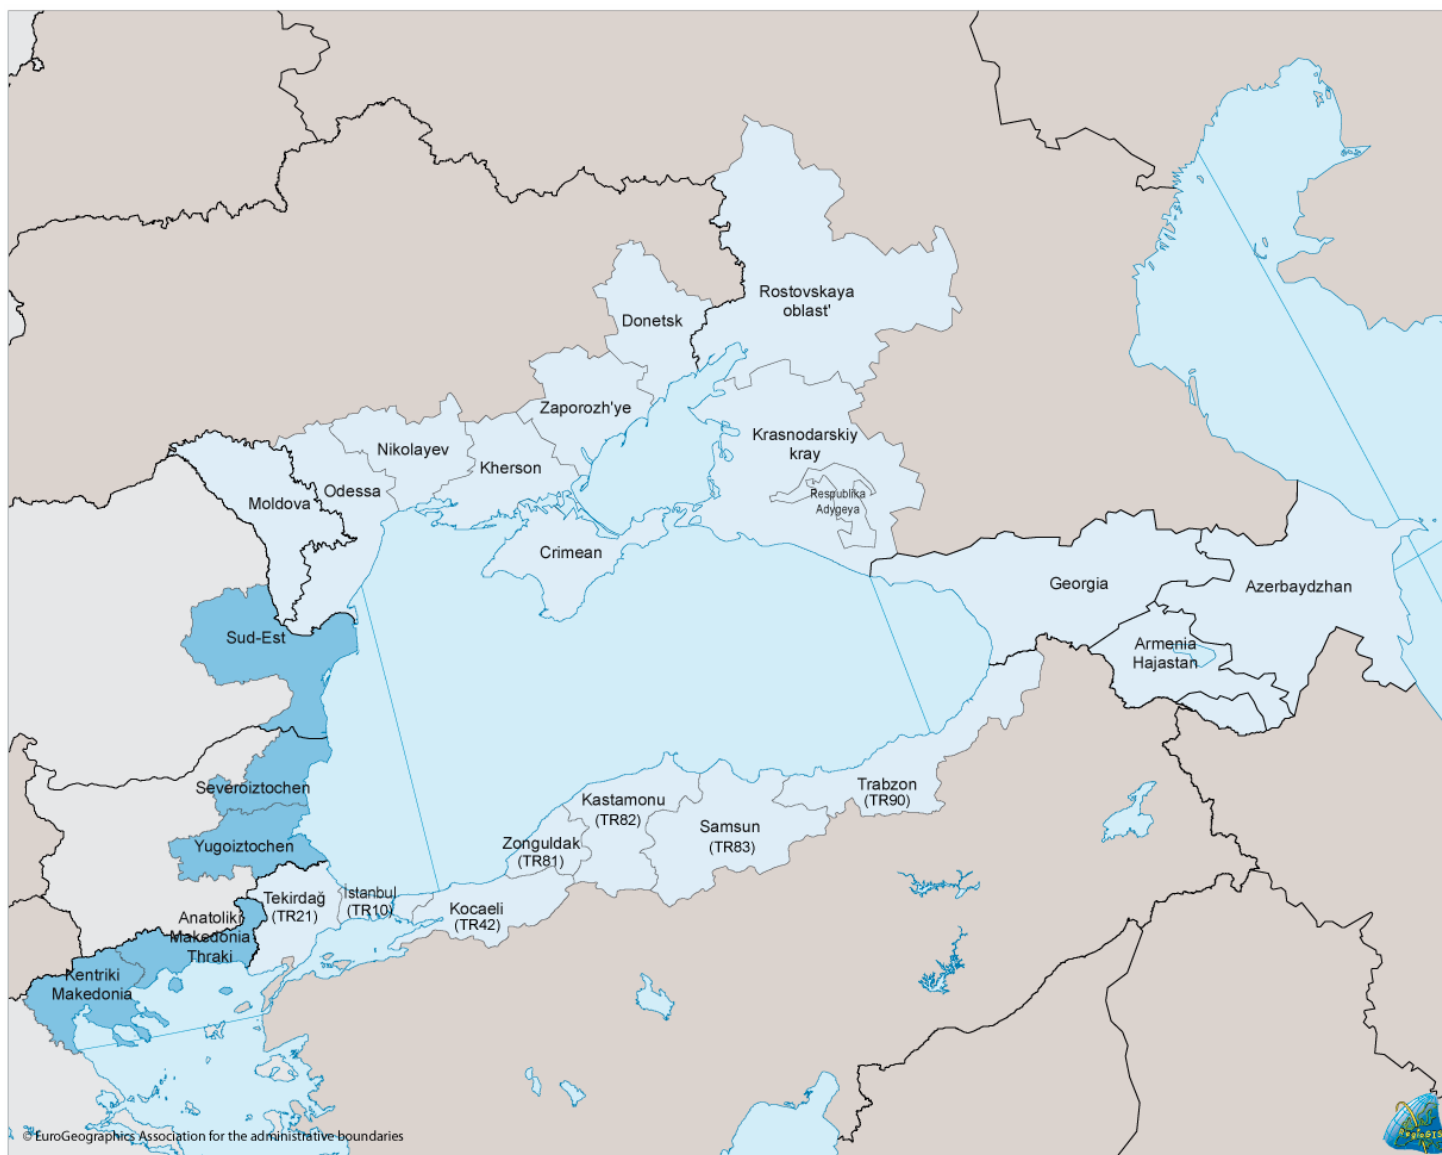 Rostovskaya
oblast'
Donetsk
Zaporozh'ye
Krasnodarskiy
kray
Nikolayev
Kherson
Respublika
Adygeya
Odessa
Moldova
Crimean
Georgia
Azerbaydzhan
Armenia
Hajastan
Sud-Est
Severoiztochen
Yugoiztochen
Trabzon
(TR90)
Kastamonu
(TR82)
Samsun
(TR83)
Zonguldak
(TR81)
Tekirdağ
(TR21)
İstanbul
(TR10)
Kocaeli
(TR42)
Anatoliki
Makedonia
Thraki
Kentriki
Makedonia
© EuroGeographics Association for the administrative boundaries
RegioGIS